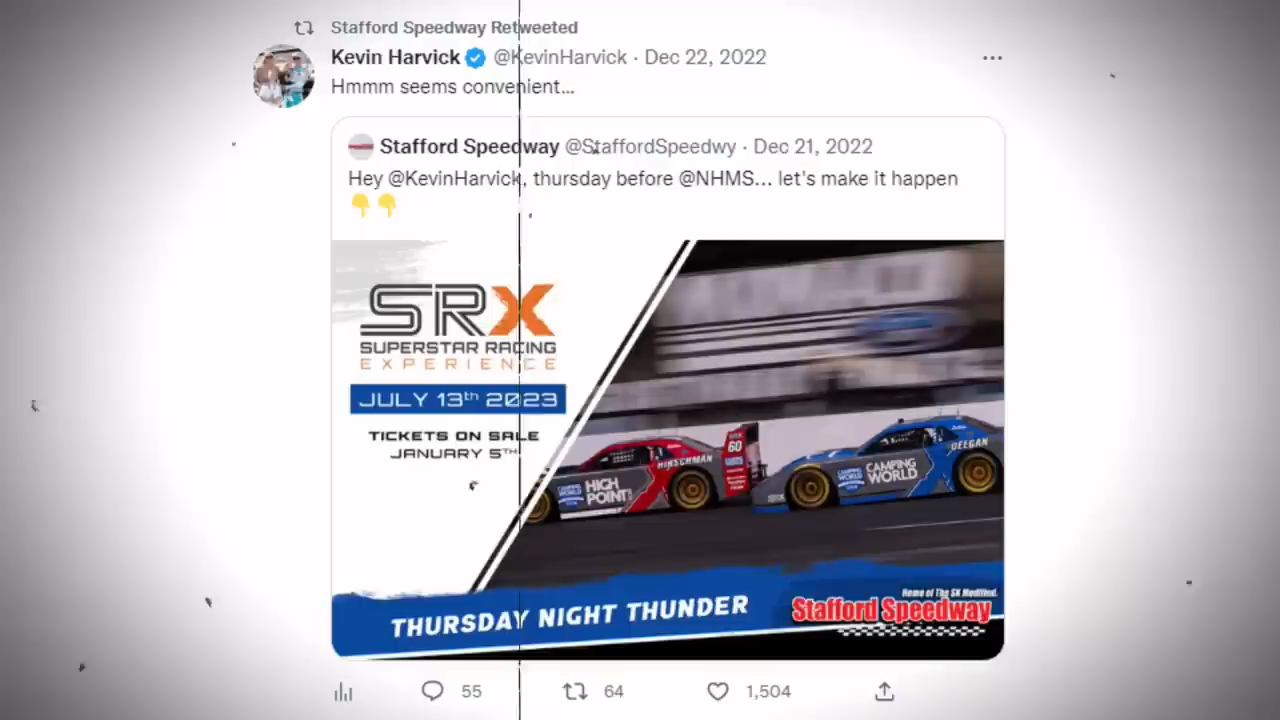 Stafford Speedway Retweeted
Kevin Harvick @KevinHarvick · Dec 22, 2022
Hmmm seems convenient...
Stafford Speedway @StaffordSpeedwy · Dec 21, 2022
Hey @KevinHarvick, thursday before @NHMS... let's make it happen
👇👇
SRX
SUPERSTAR RACING
EXPERIENCE
JULY 13th 2023
TICKETS ON SALE
JANUARY 5TH
HIRSCHMAN
60
HIGH
POINT
CAMPING
WORLD
DEEGAN
CAMPING
WORLD
THURSDAY NIGHT THUNDER
Home of The SK Modified.
Stafford Speedway
55
64
1,504